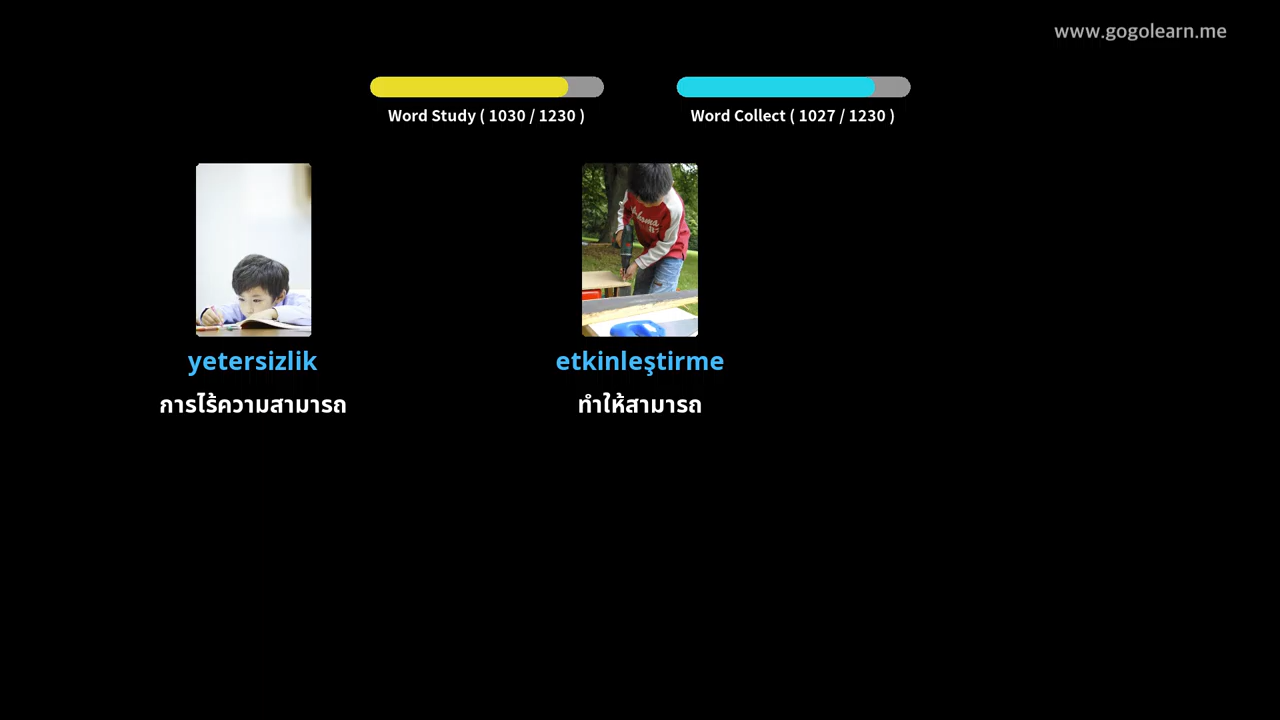 www.gogolearn.me
Word Study ( 1030 / 1230 )
Word Collect ( 1027 / 1230 )
yetersizlik
การไร้ความสามารถ
etkinleştirme
ทำให้สามารถ